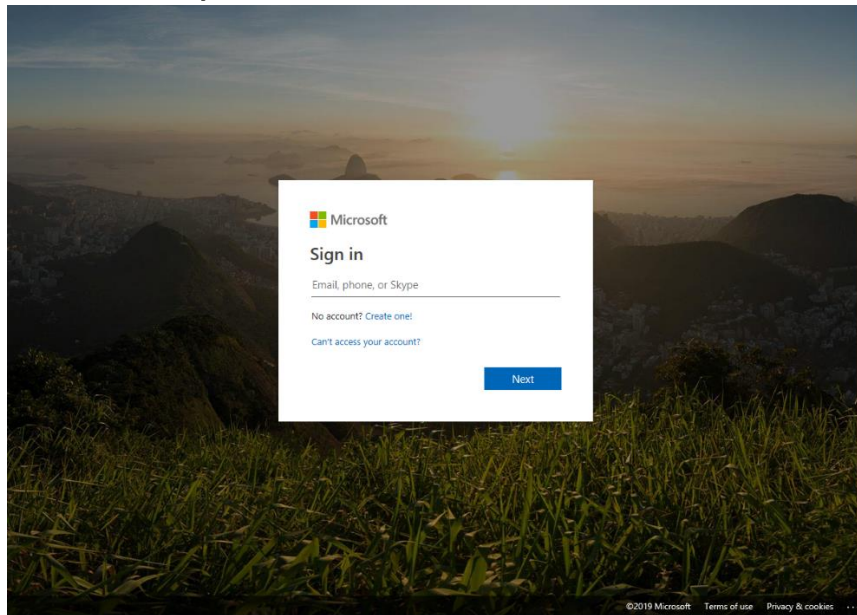 Microsoft
Sign in
Email, phone, or Skype
No account? Create one!
Can't access your account?
Next
©2019 Microsoft Terms of use Privacy & cookies ...